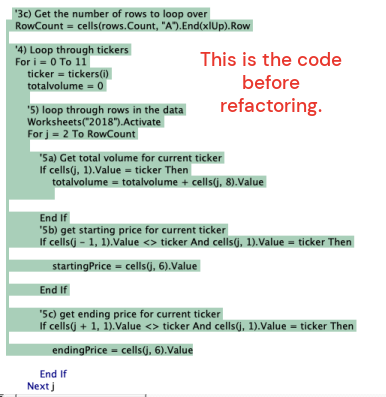 '3c) Get the number of rows to loop over
RowCount = cells(rows.Count, "A").End(xlUp).Row
'4) Loop through tickers
For i = 0 To 11
ticker = tickers(i)
totalvolume = 0
'5) loop through rows in the data
Worksheets("2018").Activate
For j = 2 To RowCount
'5a) Get total volume for current ticker
If cells(j, 1).Value = ticker Then
totalvolume = totalvolume + cells(j, 8).Value
End If
'5b) get starting price for current ticker
If cells(j - 1, 1).Value <> ticker And cells(j, 1).Value = ticker Then
startingPrice = cells(j, 6).Value
End If
'5c) get ending price for current ticker
If cells(j + 1, 1).Value <> ticker And cells(j, 1).Value = ticker Then
endingPrice = cells(j, 6).Value
End If
Next j
This is the code
before
refactoring.